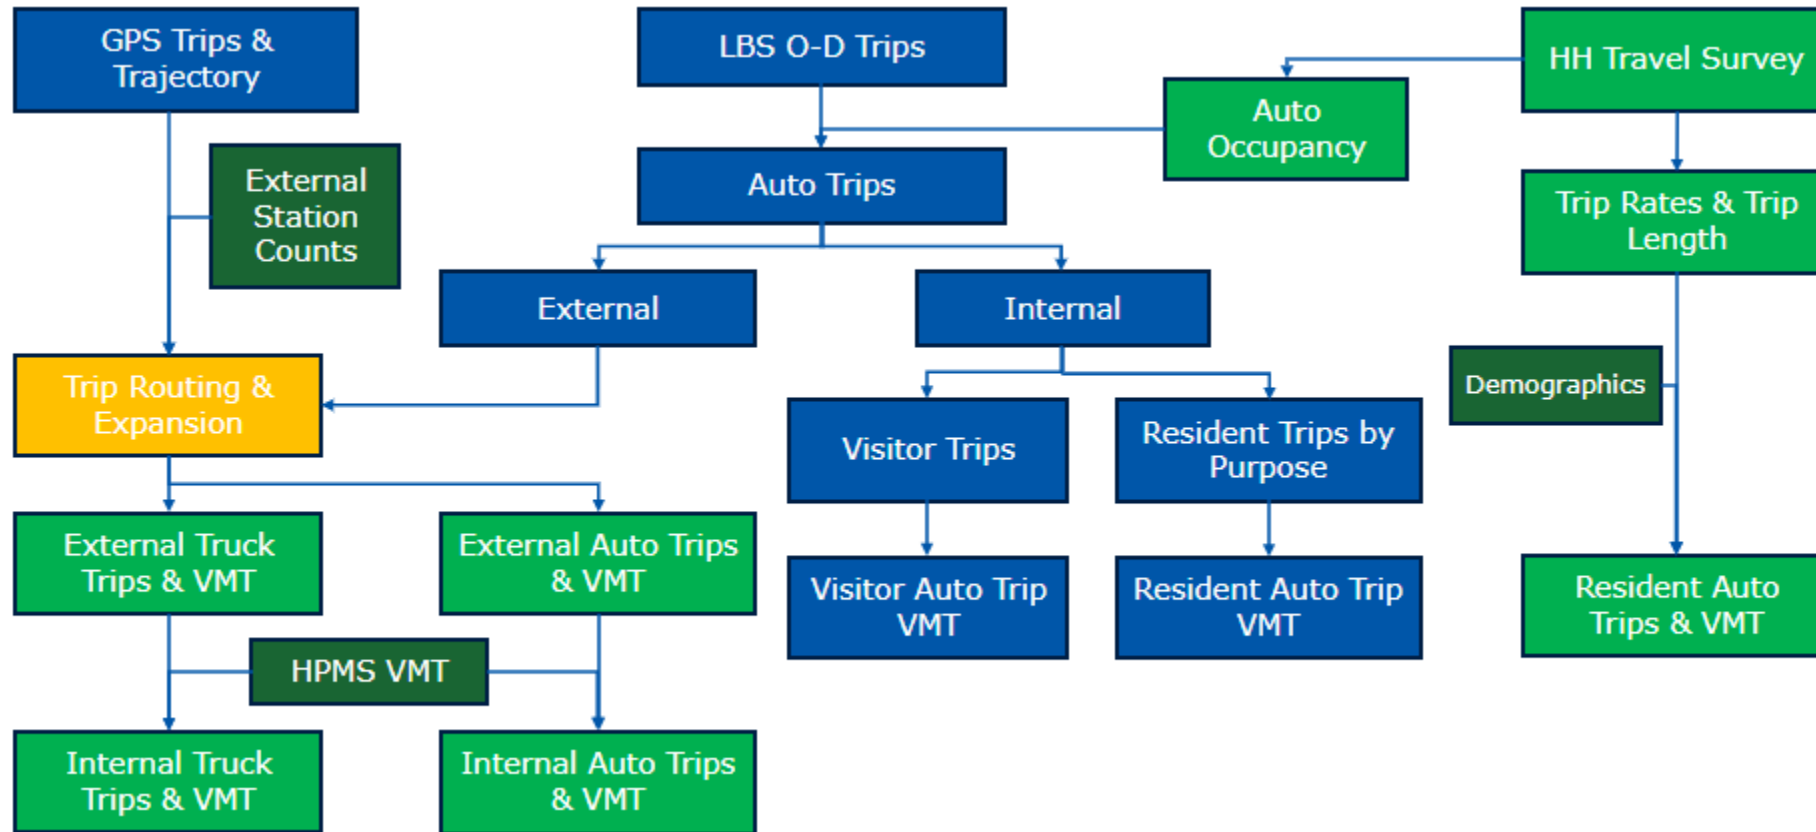 GPS Trips &
Trajectory
LBS O-D Trips
HH Travel Survey
Auto
Occupancy
External
Station
Counts
Auto Trips
Trip Rates & Trip
Length
External
Internal
Trip Routing &
Expansion
Demographics
Visitor Trips
Resident Trips by
Purpose
External Truck
Trips & VMT
External Auto Trips
& VMT
Visitor Auto Trip
VMT
Resident Auto Trip
VMT
Resident Auto
Trips & VMT
HPMS VMT
Internal Truck
Trips & VMT
Internal Auto Trips
& VMT